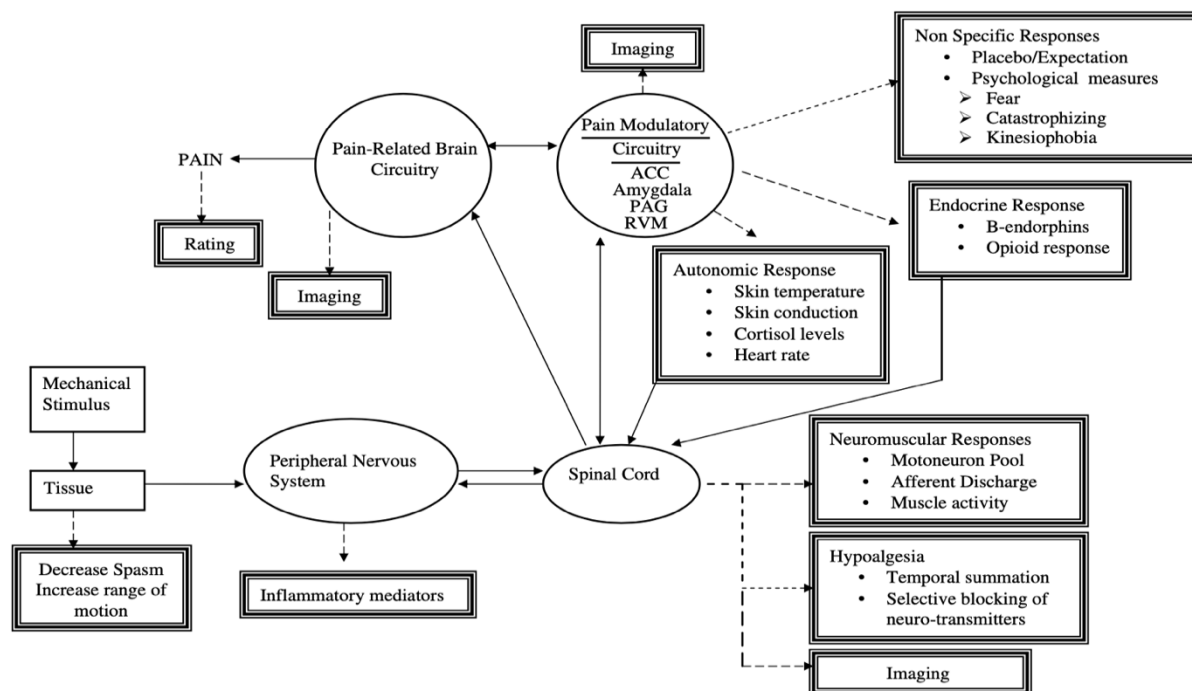 Imaging
Non Specific Responses
• Placebo/Expectation
• Psychological measures
➢ Fear
➢ Catastrophizing
➢ Kinesiophobia
Pain Modulatory
Circuitry
ACC
Amygdala
PAG
RVM
Pain-Related Brain
Circuitry
PAIN
Rating
Imaging
Endocrine Response
• B-endorphins
• Opioid response
Autonomic Response
• Skin temperature
• Skin conduction
• Cortisol levels
• Heart rate
Mechanical
Stimulus
Tissue
Peripheral Nervous
System
Spinal Cord
Neuromuscular Responses
• Motoneuron Pool
• Afferent Discharge
• Muscle activity
Decrease Spasm
Increase range of
motion
Inflammatory mediators
Hypoalgesia
• Temporal summation
• Selective blocking of
neuro-transmitters
Imaging